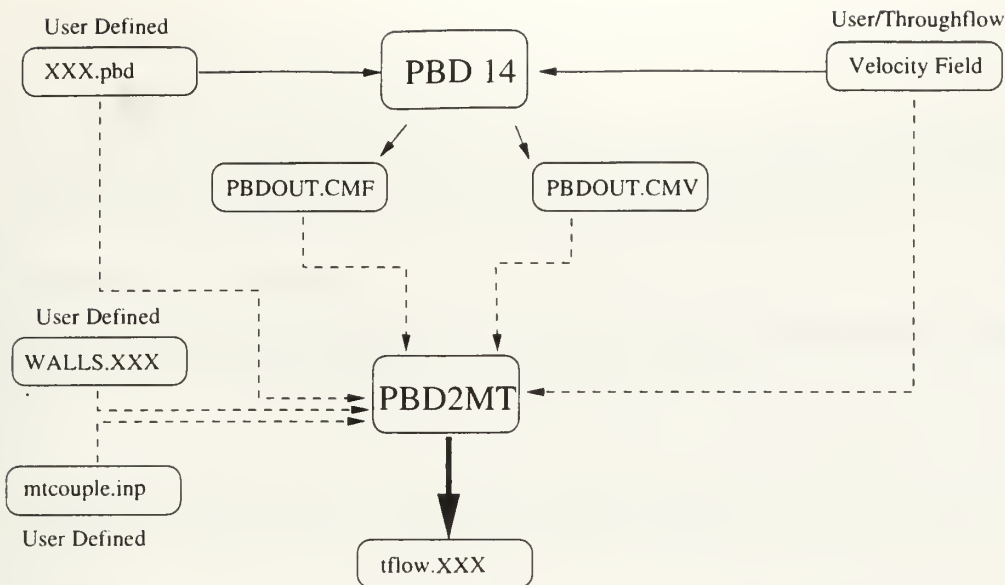 User Defined
XXX.pbd
PBD 14
User/Throughflow
Velocity Field
PBDOUT.CMF
PBDOUT.CMV
User Defined
WALLS.XXX
PBD2MT
mtcouple.inp
User Defined
tflow.XXX